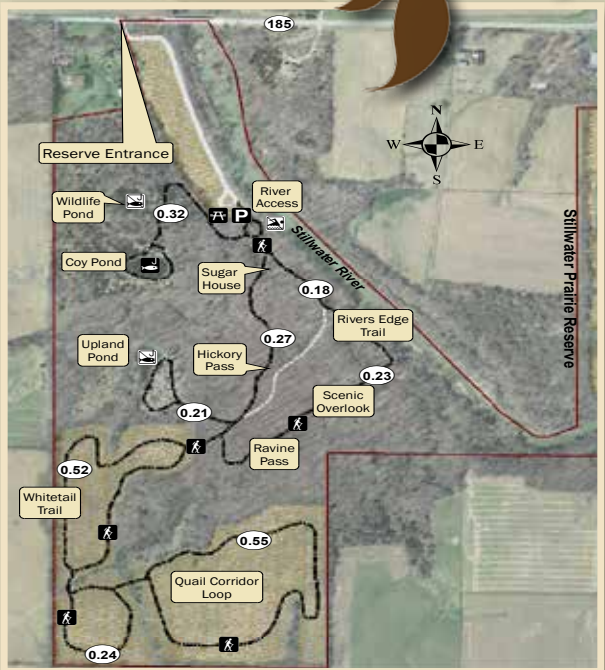 185
N
W
E
S
Reserve Entrance
Wildlife
Pond
0.32
P
River
Access
Stillwater River
Coy Pond
Sugar
House
0.18
Stillwater Prairie Reserve
Rivers Edge
Trail
0.27
Upland
Pond
Hickory
Pass
0.23
Scenic
Overlook
0.21
Ravine
Pass
0.52
Whitetail
Trail
0.55
Quail Corridor
Loop
0.24